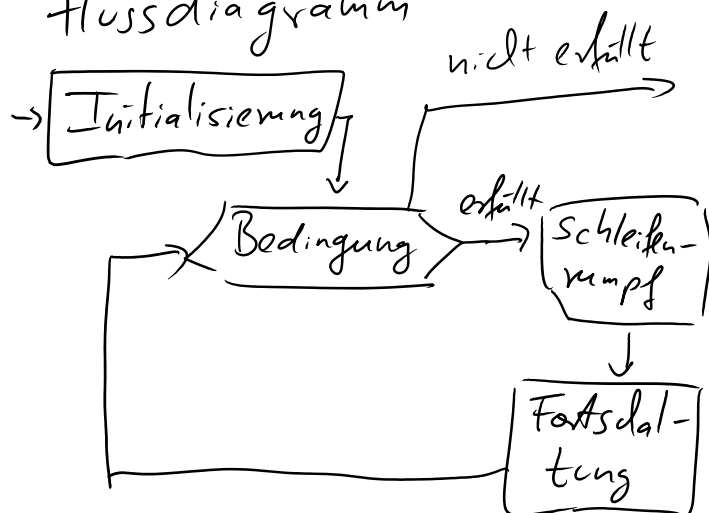 Flussdiagramm
nicht erfüllt
Initialisierung
erfüllt
Bedingung
Schleifen-
rumpf
Fortschal-
tung